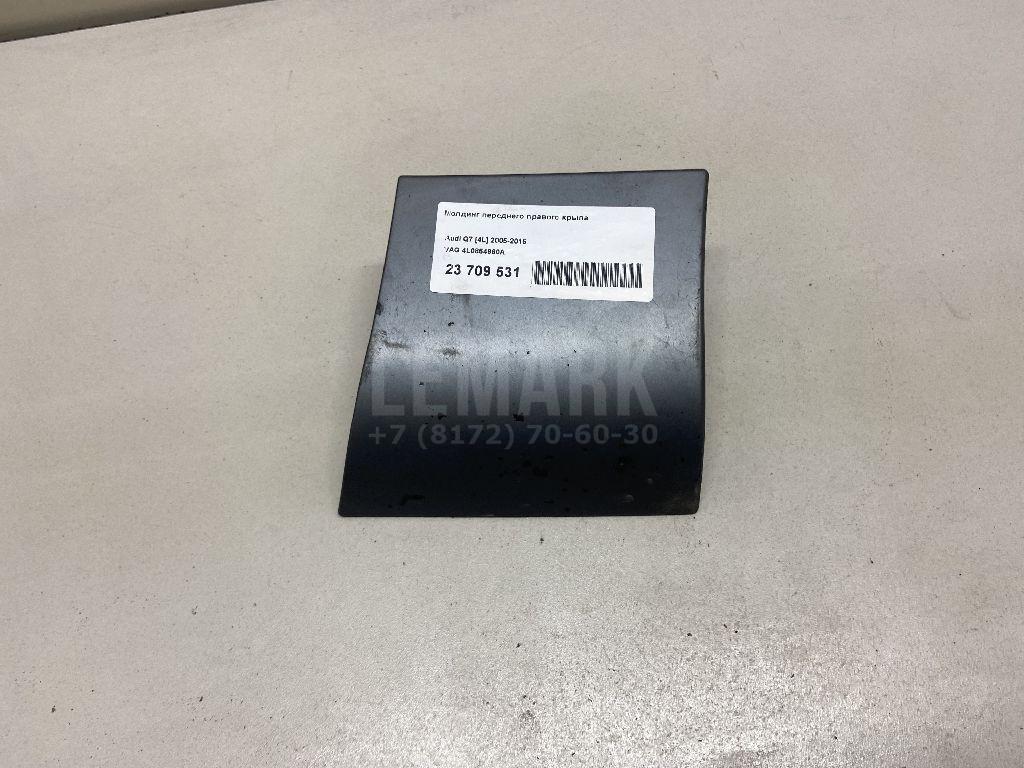 Молдинг переднего правого крыла
Audi Q7 [4L] 2005-2015
VAG 4L0854960A
23 709 531
LEMARK
+7 (8172) 70-60-30